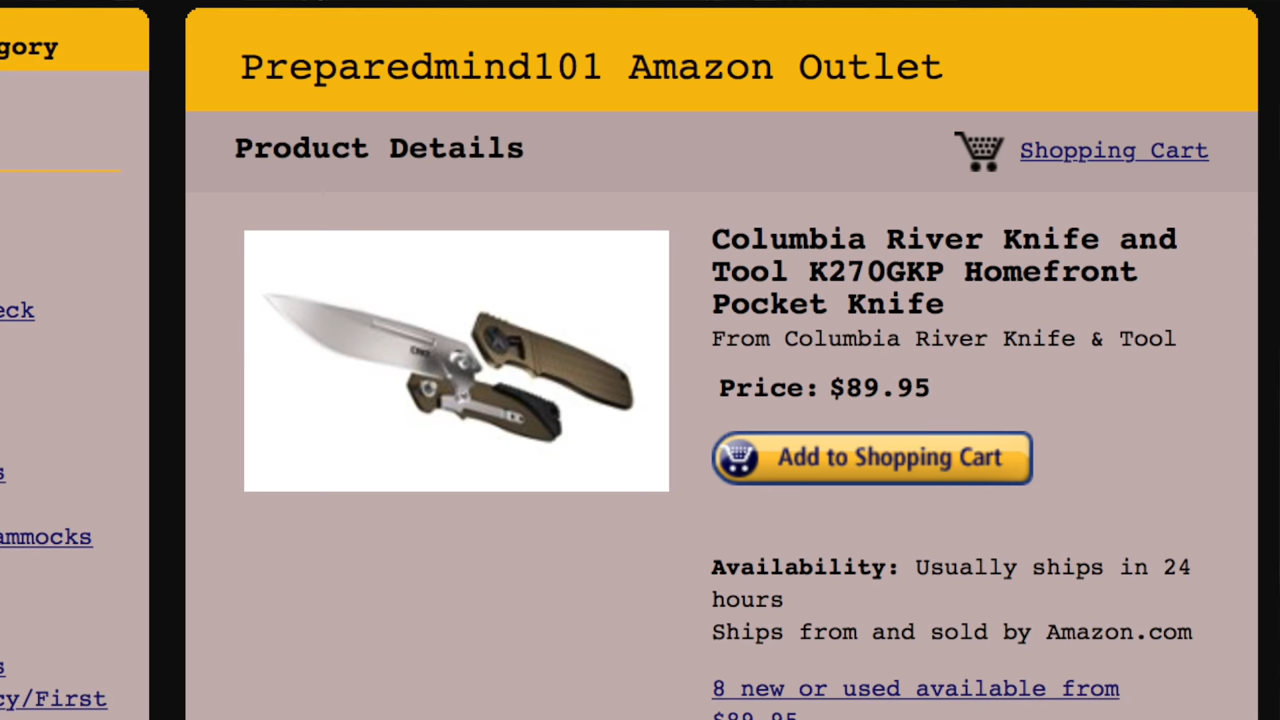 gory
Preparedmind101 Amazon Outlet
Product Details
Shopping Cart
Columbia River Knife and
Tool K270GKP Homefront
Pocket Knife
From Columbia River Knife & Tool
Price: $89.95
Add to Shopping Cart
eck
s
ammocks
Availability: Usually ships in 24
hours
Ships from and sold by Amazon.com
s
cy/First
8 new or used available from
$89.95